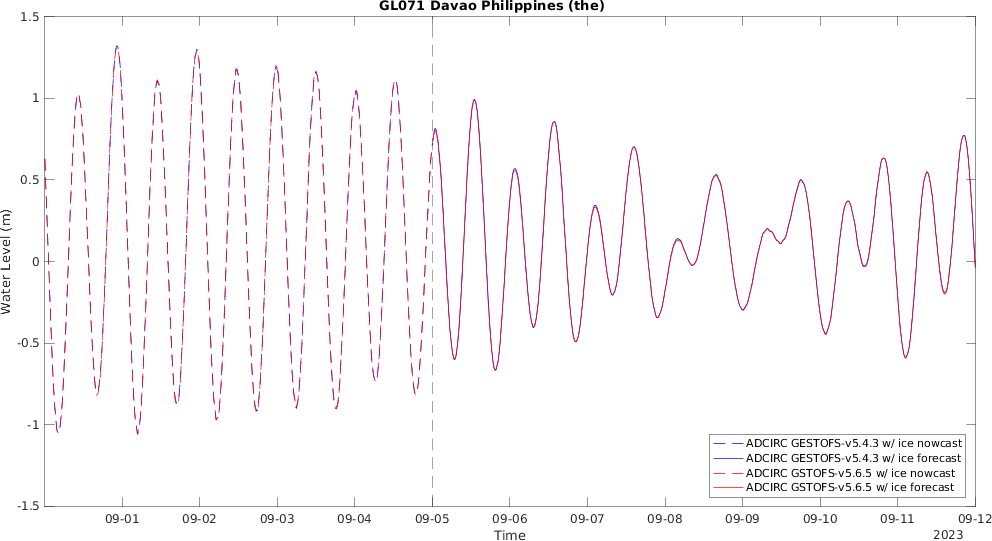 GL071 Davao Philippines (the)
1.5
1
0.5
0
-0.5
-1
-1.5
Water Level (m)
09-01 09-02 09-03 09-04 09-05 09-06 09-07 09-08 09-09 09-10 09-11 09-12
Time
2023
ADCIRC GESTOFS-v5.4.3 w/ ice nowcast
ADCIRC GESTOFS-v5.4.3 w/ ice forecast
ADCIRC GSTOFS-v5.6.5 w/ ice nowcast
ADCIRC GSTOFS-v5.6.5 w/ ice forecast